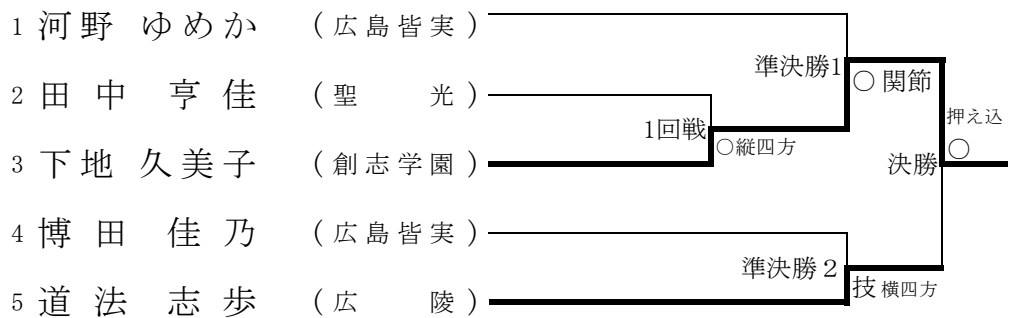 1 河野 ゆめか （広島皆実）
準決勝1
○ 関節
2 田中 亨佳 （聖光）
押え込
1回戦
○縦四方
○
3 下地 久美子 （創志学園）
決勝
4 博田 佳乃 （広島皆実）
準決勝２
技 横四方
5 道法 志歩 （広陵）